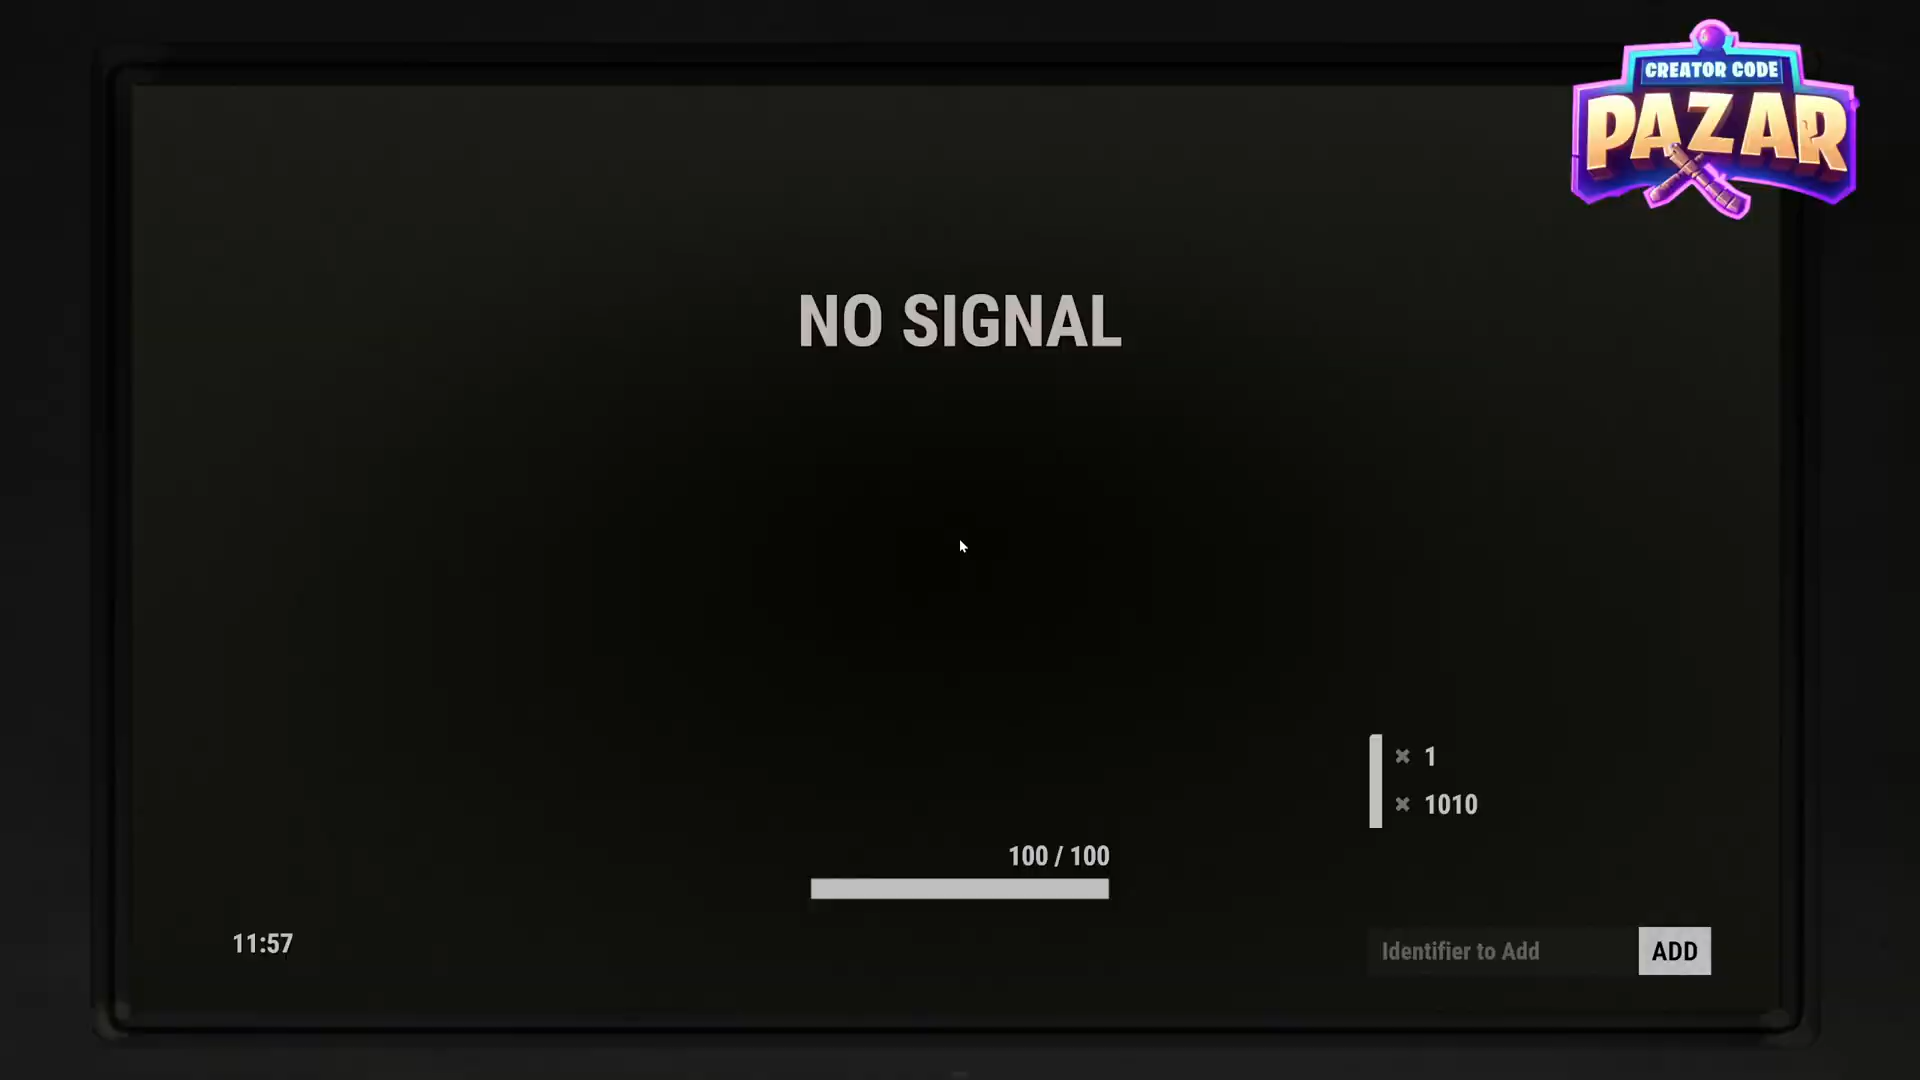 CREATOR CODE
PAZAR
NO SIGNAL
1
1010
100 / 100
11:57
Identifier to Add
ADD